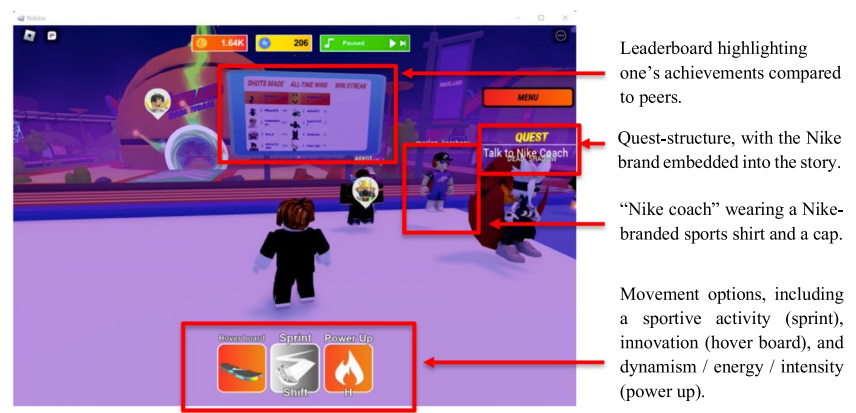 Roblox
1.64K
206
Paused
SHOTS MADE ALL-TIME WINS WIN STREAK
MENU
QUEST
Talk to Nike Coach
DEAD_SHADOW
Hoverboard
Sprint
Power Up
Shift
H
Leaderboard highlighting
one’s achievements compared
to peers.
Quest-structure, with the Nike
brand embedded into the story.
“Nike coach” wearing a Nike-
branded sports shirt and a cap.
Movement options, including
a sportive activity (sprint),
innovation (hover board), and
dynamism / energy / intensity
(power up).